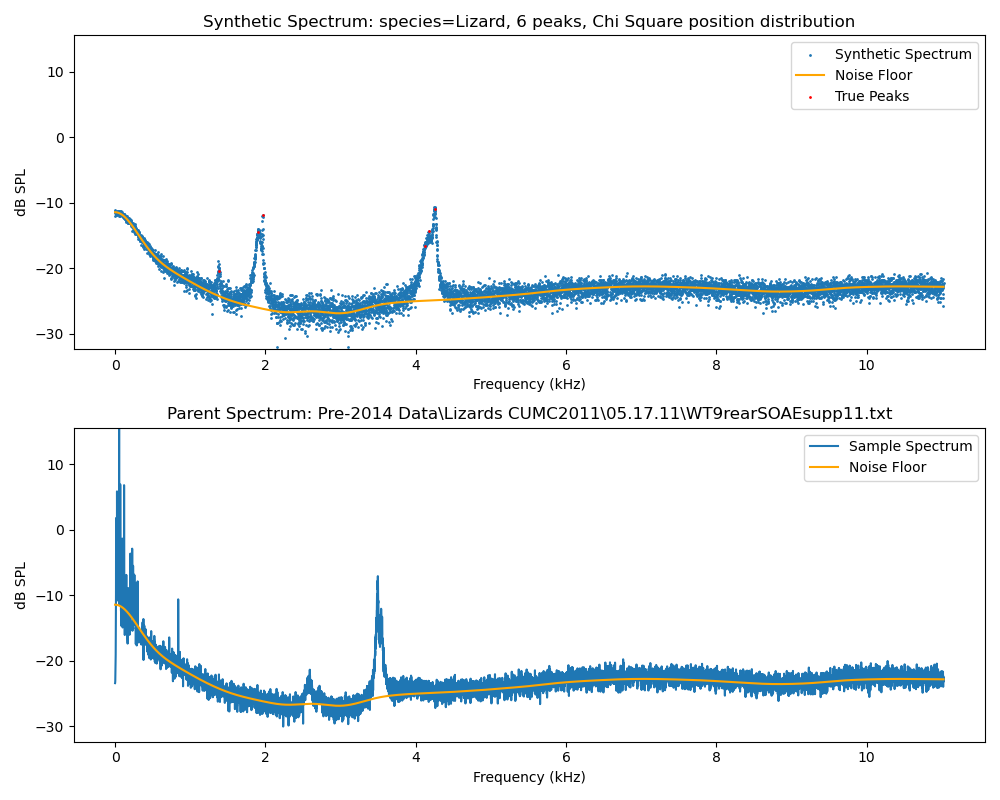 Synthetic Spectrum: species=Lizard, 6 peaks, Chi Square position distribution
dB SPL
10
0
−10
−20
−30
Synthetic Spectrum
Noise Floor
True Peaks
0 2 4 6 8 10
Frequency (kHz)
Parent Spectrum: Pre-2014 Data\Lizards CUMC2011\05.17.11\WT9rearSOAEsupp11.txt
dB SPL
10
0
−10
−20
−30
Sample Spectrum
Noise Floor
0 2 4 6 8 10
Frequency (kHz)